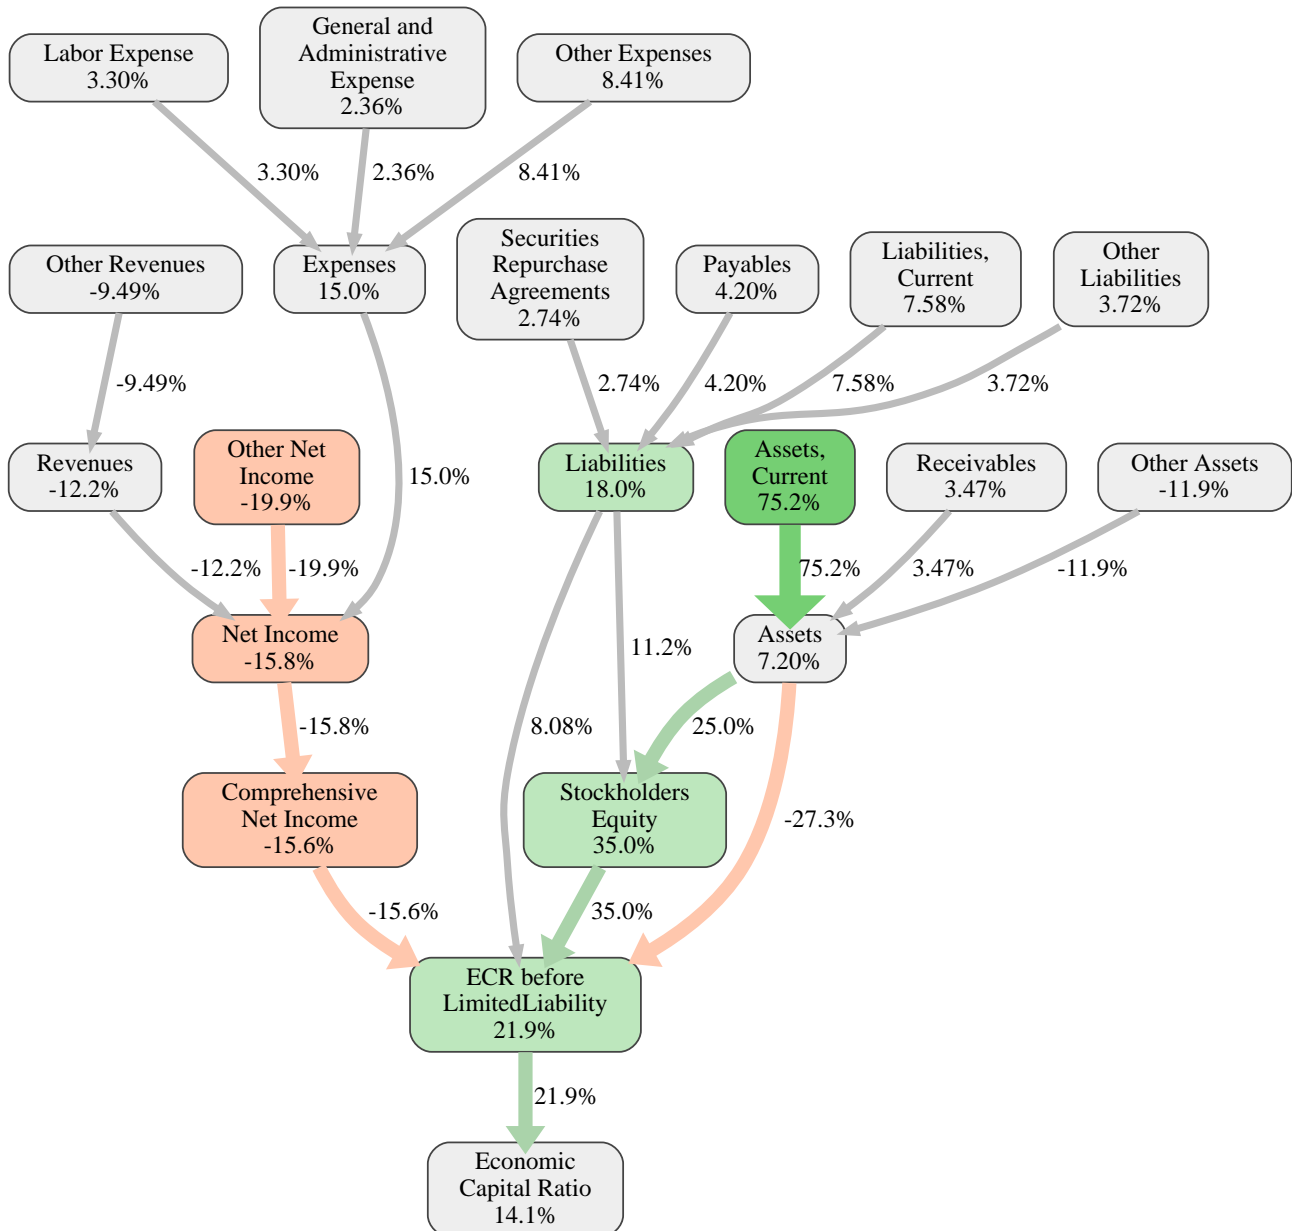 Labor Expense
3.30%
General and
Administrative
Expense
2.36%
Other Expenses
8.41%
3.30%
2.36%
8.41%
Other Revenues
-9.49%
Expenses
15.0%
Securities
Repurchase
Agreements
2.74%
Payables
4.20%
Liabilities,
Current
7.58%
Other
Liabilities
3.72%
-9.49%
2.74%
4.20%
7.58%
3.72%
Revenues
-12.2%
Other Net
Income
-19.9%
15.0%
Liabilities
18.0%
Assets,
Current
75.2%
Receivables
3.47%
Other Assets
-11.9%
-12.2%
-19.9%
75.2%
3.47%
-11.9%
Net Income
-15.8%
11.2%
Assets
7.20%
-15.8%
8.08%
25.0%
Comprehensive
Net Income
-15.6%
Stockholders
Equity
35.0%
-27.3%
-15.6%
35.0%
ECR before
LimitedLiability
21.9%
21.9%
Economic
Capital Ratio
14.1%